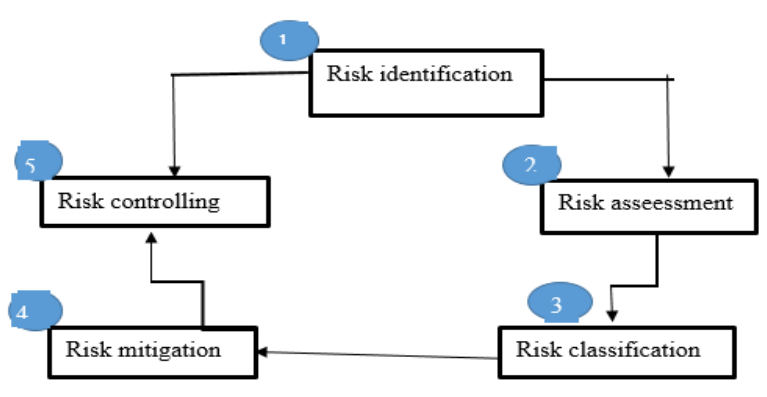 1
Risk identification
5
Risk controlling
2
Risk asseessment
4
Risk mitigation
3
Risk classification